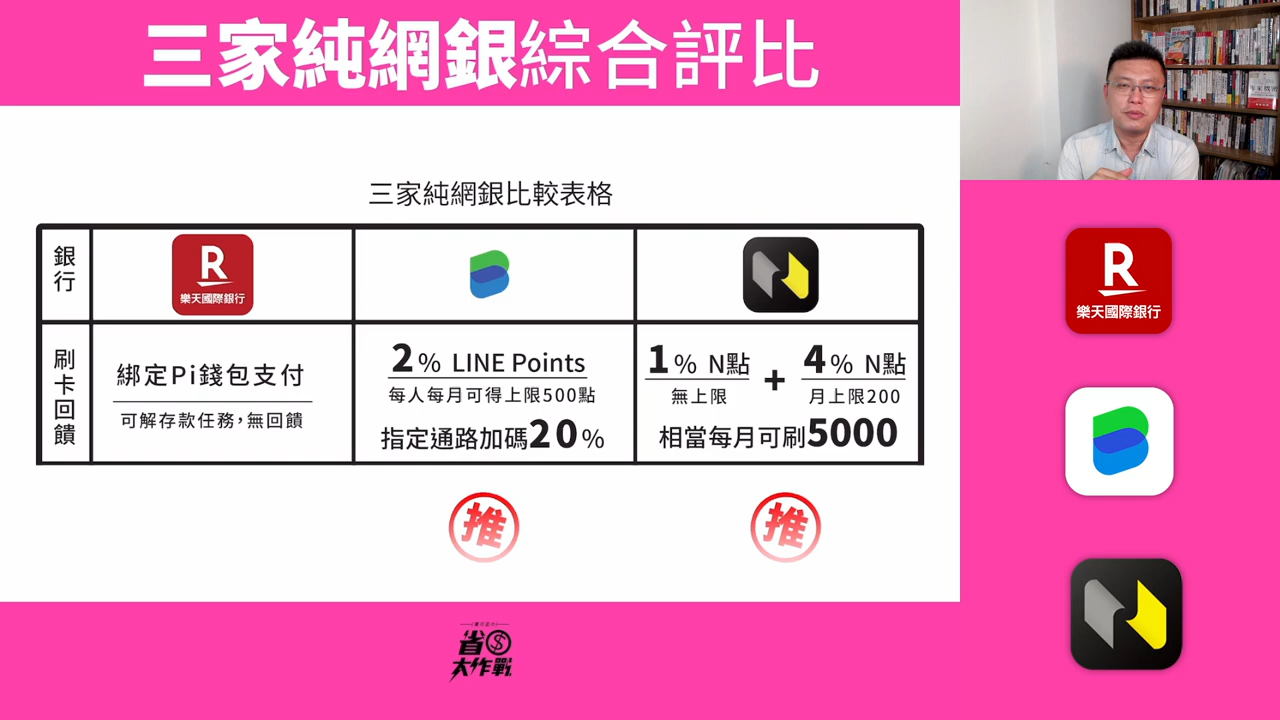 三家純網銀綜合評比
三家純網銀比較表格
銀行
R
樂天國際銀行
刷卡回饋
綁定Pi錢包支付
可解存款任務，無回饋
2% LINE Points
每人每月可得上限500點
指定通路加碼20%
1% N點
無上限
+
4% N點
月上限200
相當每月可刷5000
推
推
省$
大作戰
R
樂天國際銀行